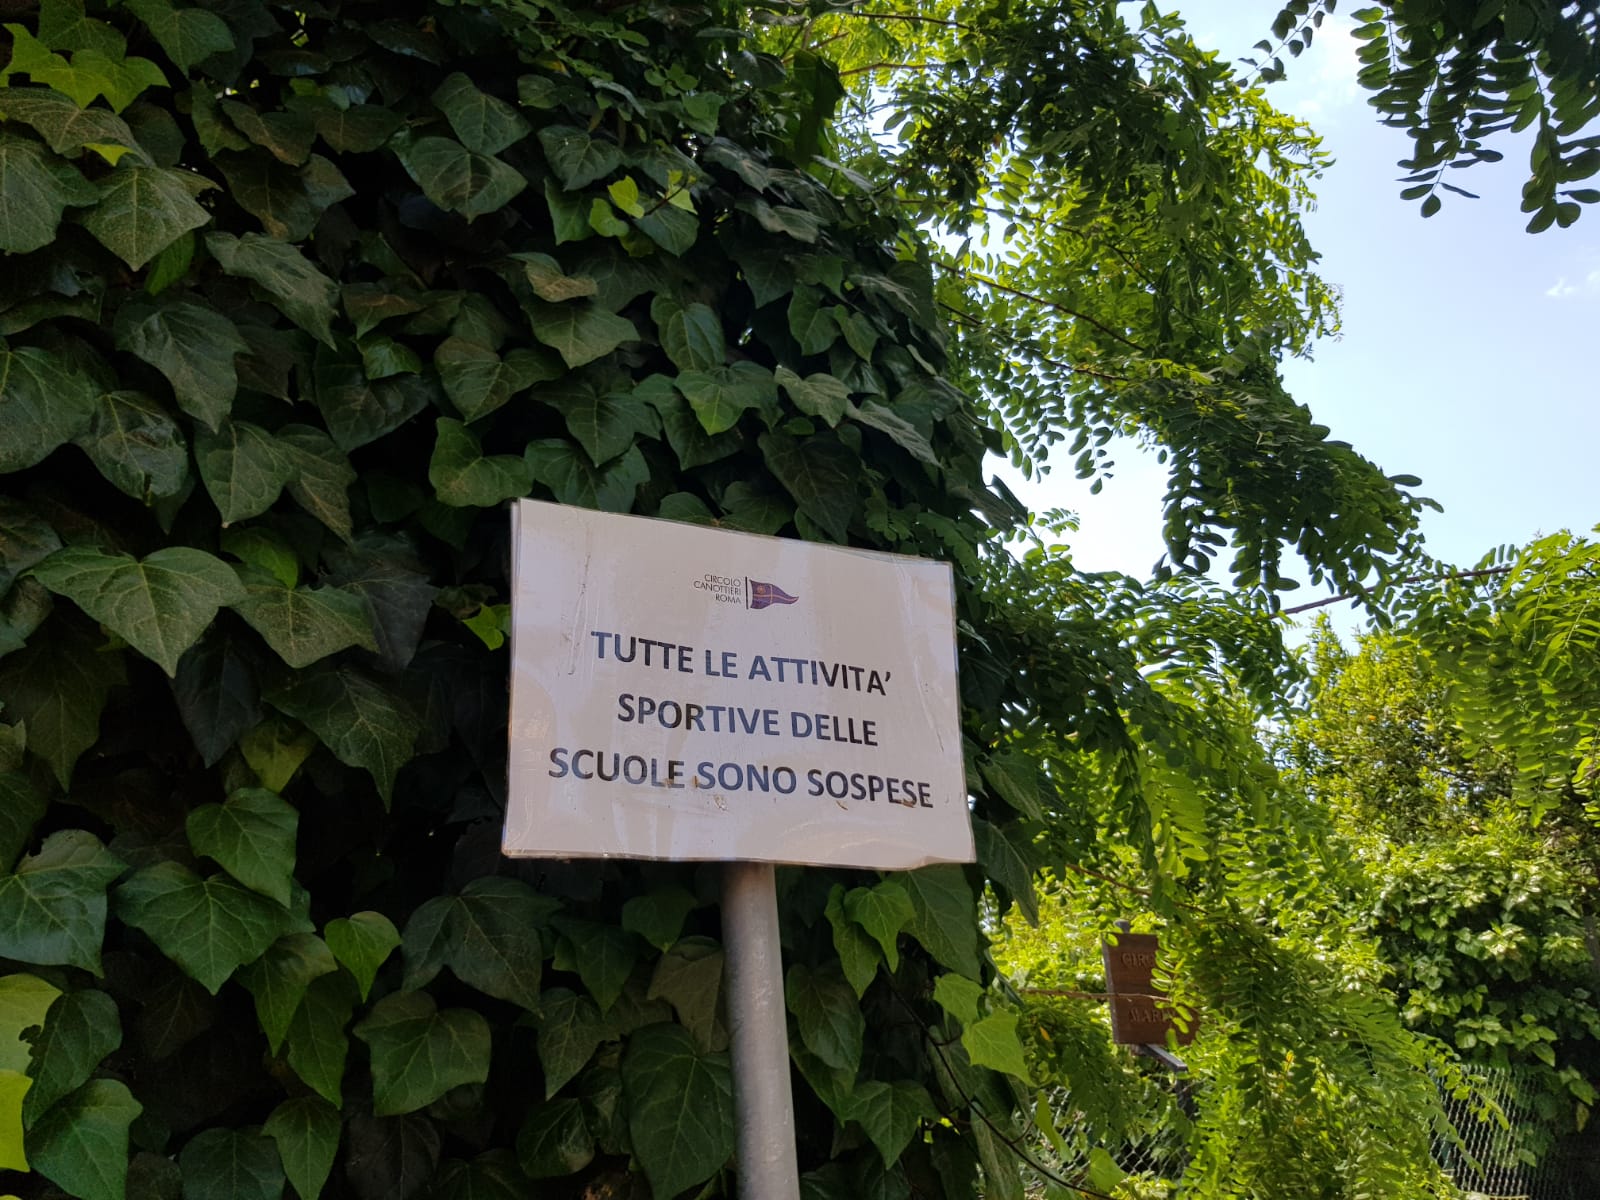 CIRCOLO
CANOTTIERI
ROMA
TUTTE LE ATTIVITA'
SPORTIVE DELLE
SCUOLE SONO SOSPESE